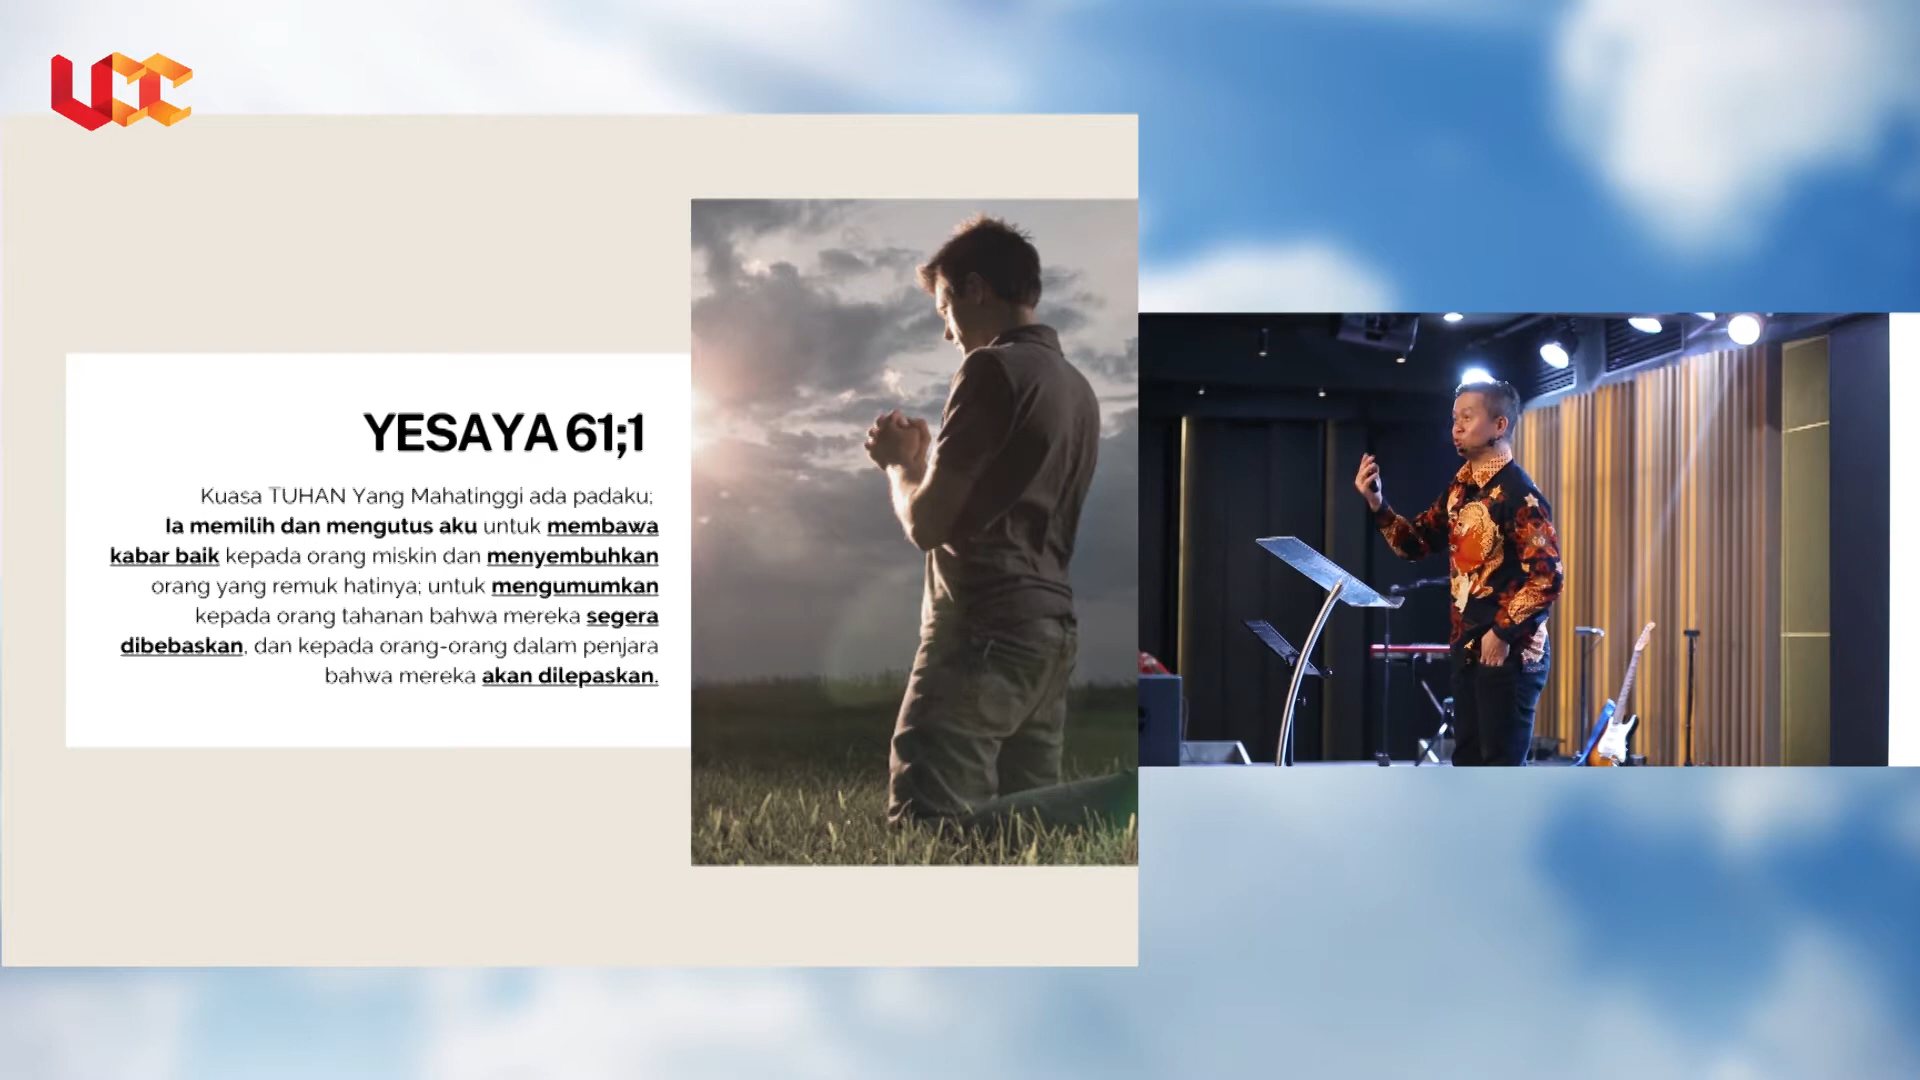 UCC
YESAYA 61;1
Kuasa TUHAN Yang Mahatinggi ada padaku;
Ia memilih dan mengutus aku untuk membawa
kabar baik kepada orang miskin dan menyembuhkan
orang yang remuk hatinya; untuk mengumumkan
kepada orang tahanan bahwa mereka segera
dibebaskan, dan kepada orang-orang dalam penjara
bahwa mereka akan dilepaskan.